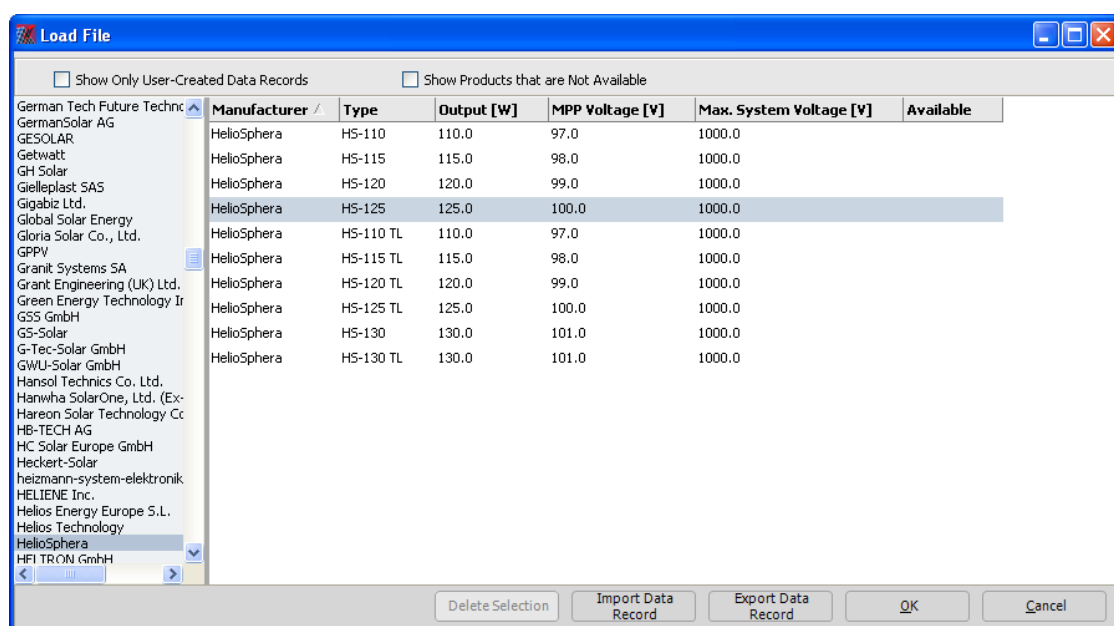 Load File
Show Only User-Created Data Records Show Products that are Not Available
German Tech Future Techno
GermanSolar AG
GESOLAR
Getwatt
GH Solar
Gielleplast SAS
Gigabiz Ltd.
Global Solar Energy
Gloria Solar Co., Ltd.
GPPV
Granit Systems SA
Grant Engineering (UK) Ltd.
Green Energy Technology In
GSS GmbH
GS-Solar
G-Tec-Solar GmbH
GWU-Solar GmbH
Hansol Technics Co. Ltd.
Hanwha SolarOne, Ltd. (Ex-
Hareon Solar Technology Co
HB-TECH AG
HC Solar Europe GmbH
Heckert-Solar
heizmann-system-elektronik
HELIENE Inc.
Helios Energy Europe S.L.
Helios Technology
HelioSphera
HELTRON GmbH
Manufacturer Type Output [W] MPP Voltage [V] Max. System Voltage [V] Available
HelioSphera HS-110 110.0 97.0 1000.0
HelioSphera HS-115 115.0 98.0 1000.0
HelioSphera HS-120 120.0 99.0 1000.0
HelioSphera HS-125 125.0 100.0 1000.0
HelioSphera HS-110 TL 110.0 97.0 1000.0
HelioSphera HS-115 TL 115.0 98.0 1000.0
HelioSphera HS-120 TL 120.0 99.0 1000.0
HelioSphera HS-125 TL 125.0 100.0 1000.0
HelioSphera HS-130 130.0 101.0 1000.0
HelioSphera HS-130 TL 130.0 101.0 1000.0
Delete Selection
Import Data
Record
Export Data
Record
OK
Cancel